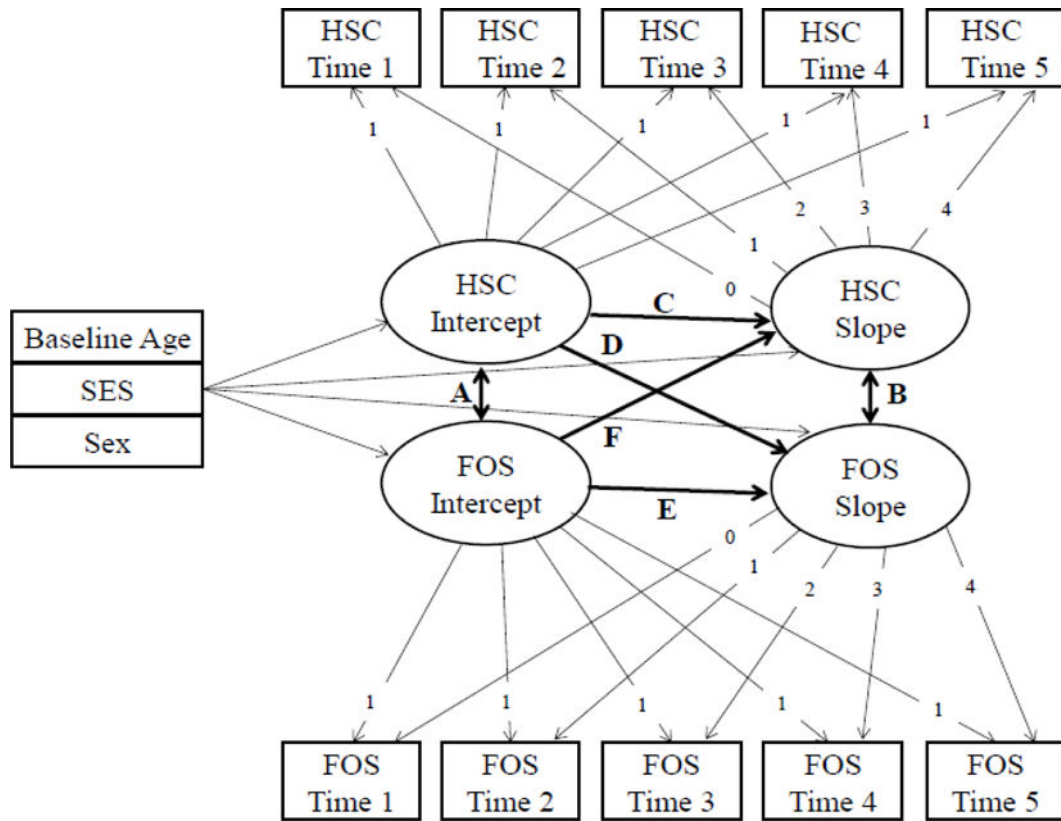 HSC
Time 1
HSC
Time 2
HSC
Time 3
HSC
Time 4
HSC
Time 5
1
1
1
1
1
2
3
4
1
0
HSC
Intercept
HSC
Slope
C
D
Baseline Age
SES
Sex
A
B
F
FOS
Intercept
FOS
Slope
E
0
1
2
3
4
1
1
1
1
1
FOS
Time 1
FOS
Time 2
FOS
Time 3
FOS
Time 4
FOS
Time 5